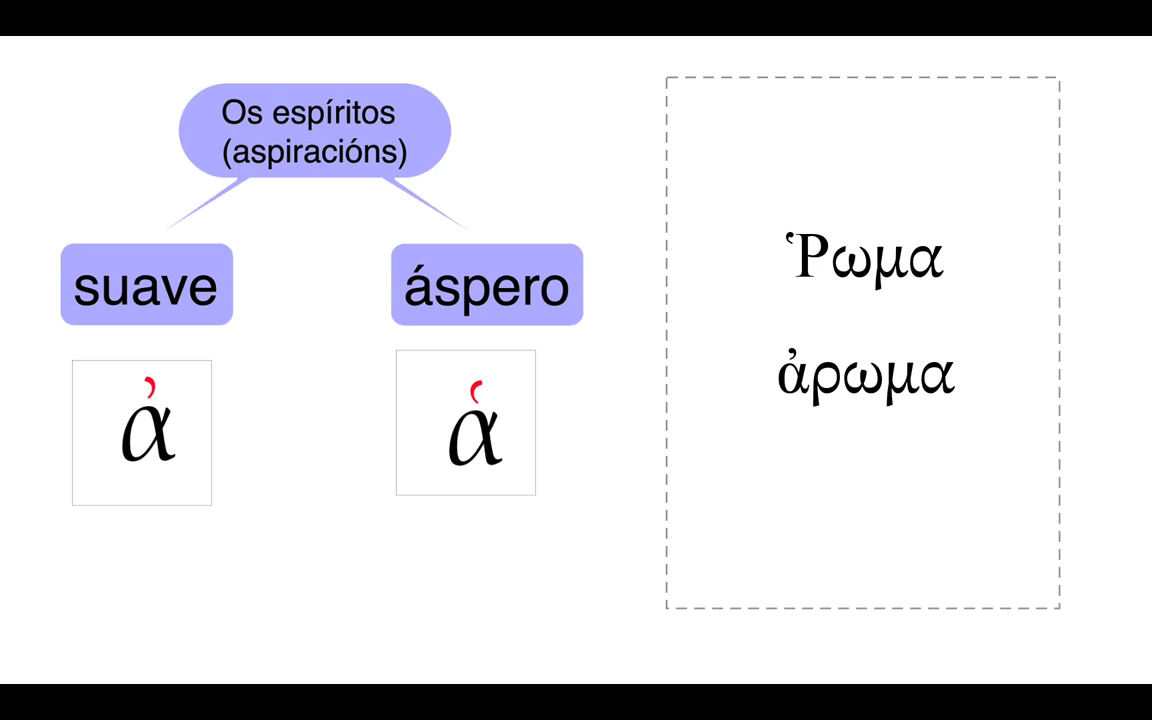 Os espíritos
(aspiracións)
suave
áspero
ἀ
ἁ
Ῥωμα
ἀρωμα